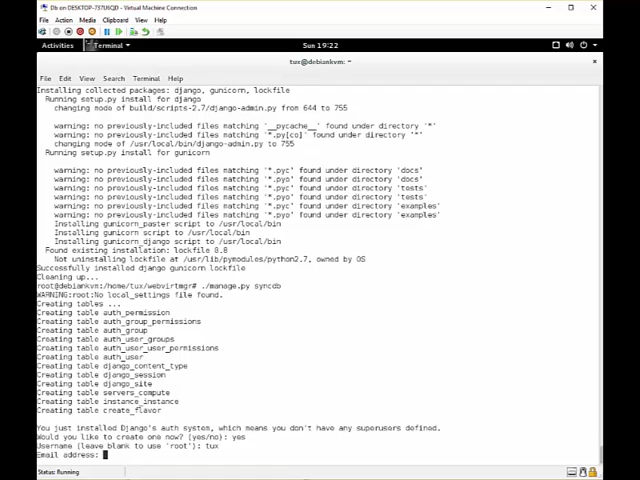 Db on DESKTOP-737U6QD - Virtual Machine Connection
File Action Media Clipboard View Help
Activities Terminal Sun 19:22
tux@debiankvm: ~
File Edit View Search Terminal Help
Installing collected packages: django, gunicorn, lockfile
Running setup.py install for django
changing mode of build/scripts-2.7/django-admin.py from 644 to 755
warning: no previously-included files matching '__pycache__' found under directory '*'
warning: no previously-included files matching '*.py[co]' found under directory '*'
changing mode of /usr/local/bin/django-admin.py to 755
Running setup.py install for gunicorn
warning: no previously-included files matching '*.pyc' found under directory 'docs'
warning: no previously-included files matching '*.pyo' found under directory 'docs'
warning: no previously-included files matching '*.pyc' found under directory 'tests'
warning: no previously-included files matching '*.pyo' found under directory 'tests'
warning: no previously-included files matching '*.pyc' found under directory 'examples'
warning: no previously-included files matching '*.pyo' found under directory 'examples'
Installing gunicorn_paster script to /usr/local/bin
Installing gunicorn script to /usr/local/bin
Installing gunicorn_django script to /usr/local/bin
Found existing installation: lockfile 0.8
Not uninstalling lockfile at /usr/lib/pymodules/python2.7, owned by OS
Successfully installed django gunicorn lockfile
Cleaning up...
root@debiankvm:/home/tux/webvirtmgr# ./manage.py syncdb
WARNING:root:No local_settings file found.
Creating tables ...
Creating table auth_permission
Creating table auth_group_permissions
Creating table auth_group
Creating table auth_user_groups
Creating table auth_user_user_permissions
Creating table auth_user
Creating table django_content_type
Creating table django_session
Creating table django_site
Creating table servers_compute
Creating table instance_instance
Creating table create_flavor
You just installed Django's auth system, which means you don't have any superusers defined.
Would you like to create one now? (yes/no): yes
Username (leave blank to use 'root'): tux
Email address:
Status: Running